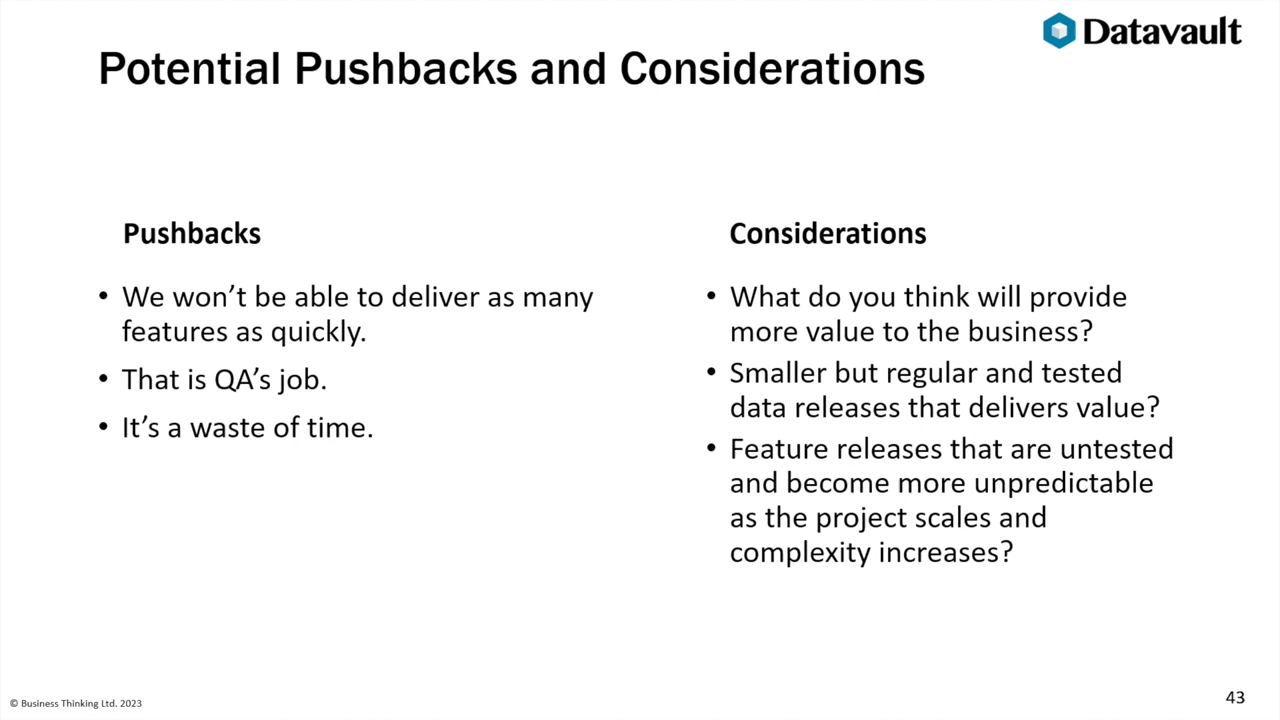 Datavault
Potential Pushbacks and Considerations
Pushbacks
• We won’t be able to deliver as many
features as quickly.
• That is QA’s job.
• It’s a waste of time.
Considerations
• What do you think will provide
more value to the business?
• Smaller but regular and tested
data releases that delivers value?
• Feature releases that are untested
and become more unpredictable
as the project scales and
complexity increases?
© Business Thinking Ltd. 2023
43